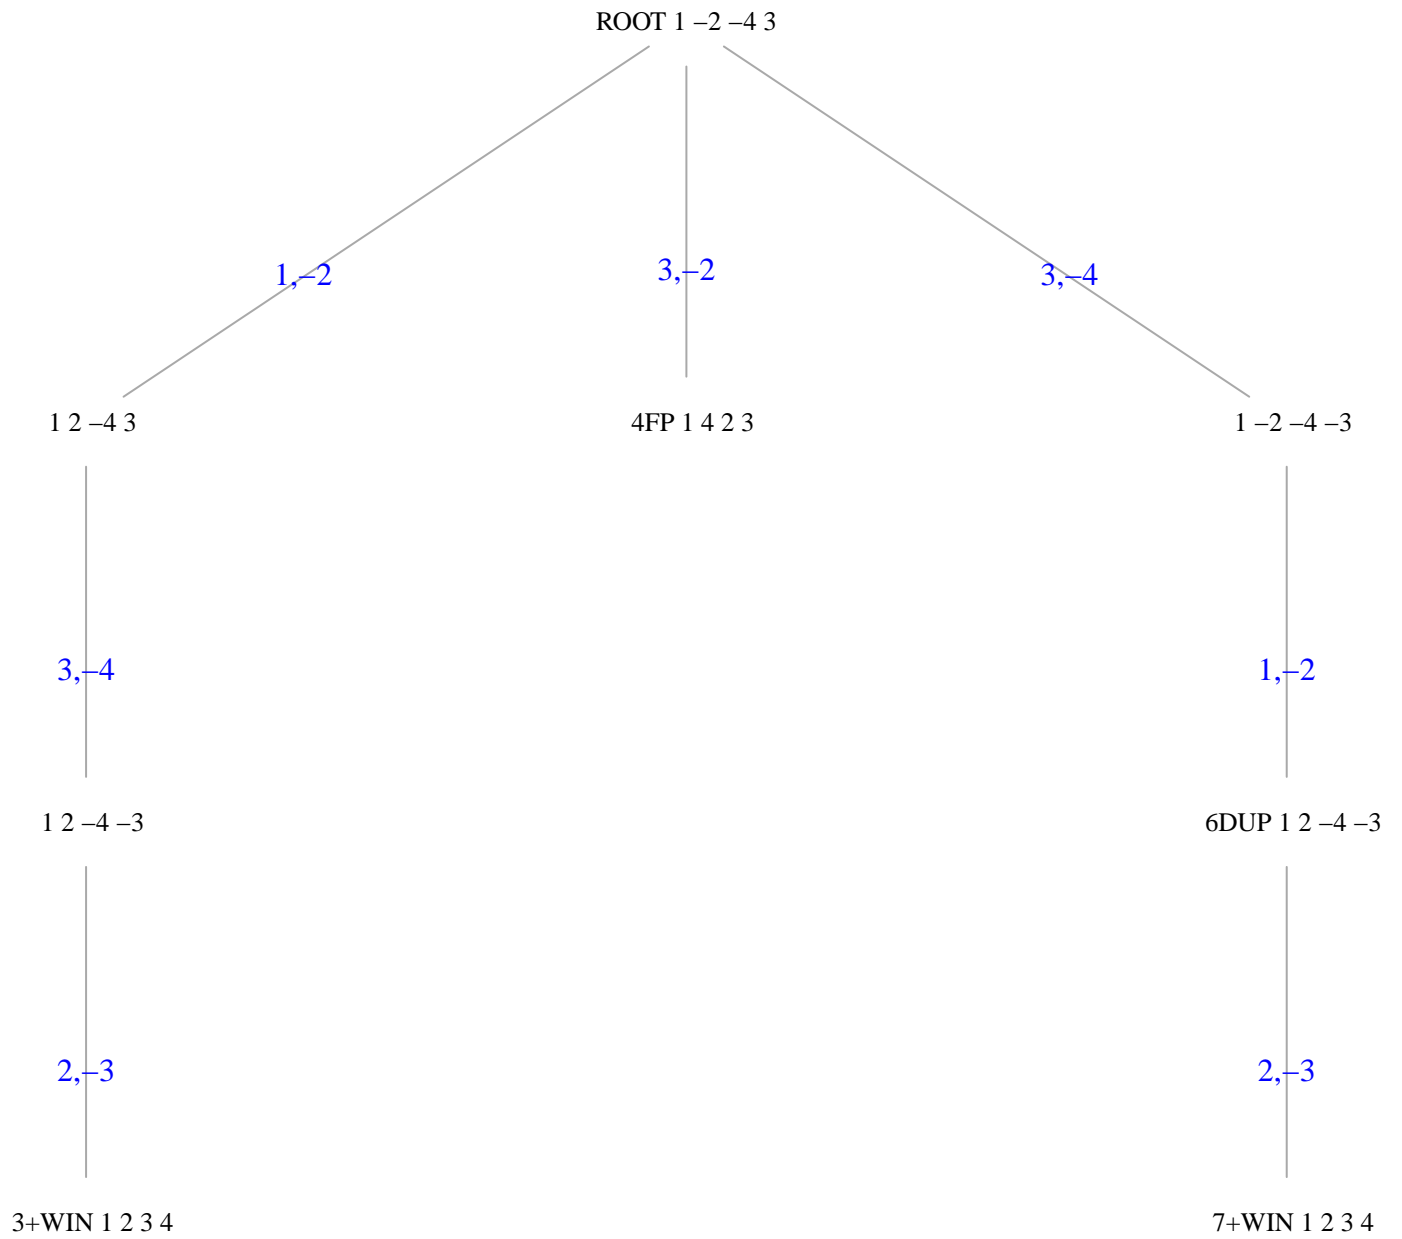 ROOT 1 –2 –4 3
1,–2
3,–2
3,–4
1 2 –4 3
4FP 1 4 2 3
1 –2 –4 –3
3,–4
1,–2
1 2 –4 –3
6DUP 1 2 –4 –3
2,–3
2,–3
3+WIN 1 2 3 4
7+WIN 1 2 3 4